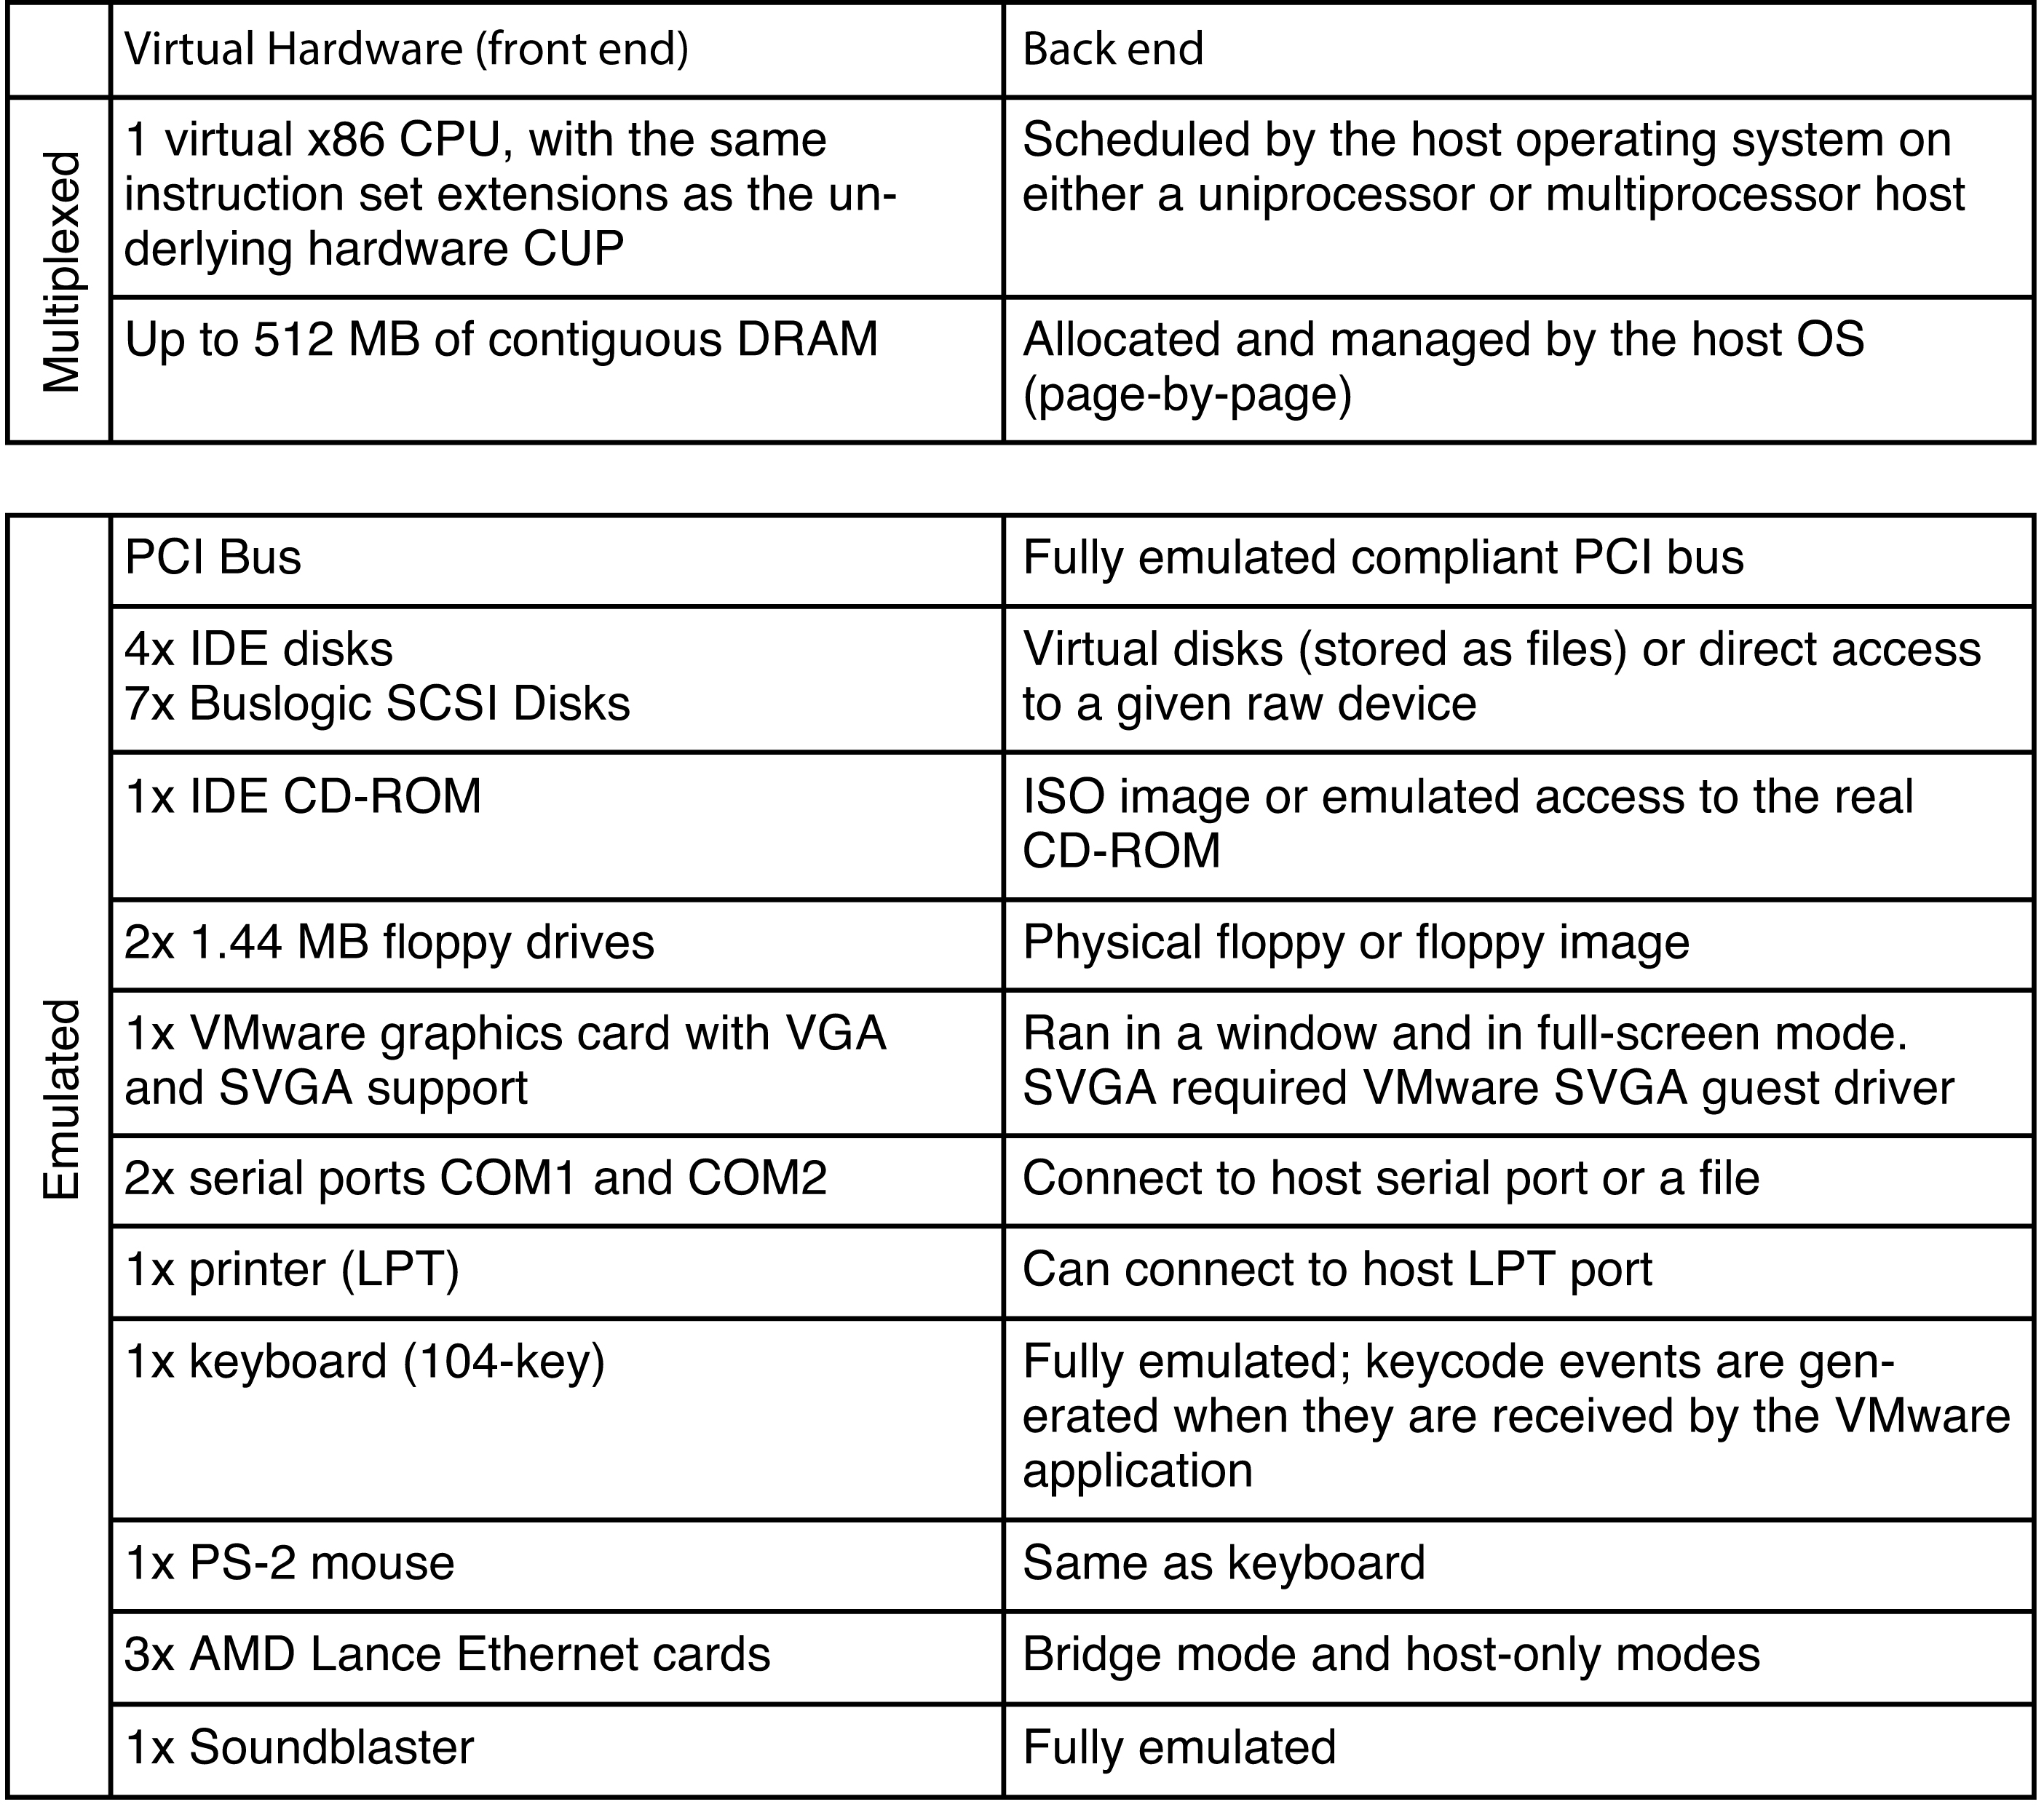 Virtual Hardware (front end)
Back end
Multiplexed
1 virtual x86 CPU, with the same
instruction set extensions as the un-
derlying hardware CUP
Scheduled by the host operating system on
either a uniprocessor or multiprocessor host
Up to 512 MB of contiguous DRAM
Allocated and managed by the host OS
(page-by-page)
Emulated
PCI Bus
Fully emulated compliant PCI bus
4x IDE disks
7x Buslogic SCSI Disks
Virtual disks (stored as files) or direct access
to a given raw device
1x IDE CD-ROM
ISO image or emulated access to the real
CD-ROM
2x 1.44 MB floppy drives
Physical floppy or floppy image
1x VMware graphics card with VGA
and SVGA support
Ran in a window and in full-screen mode.
SVGA required VMware SVGA guest driver
2x serial ports COM1 and COM2
Connect to host serial port or a file
1x printer (LPT)
Can connect to host LPT port
1x keyboard (104-key)
Fully emulated; keycode events are gen-
erated when they are received by the VMware
application
1x PS-2 mouse
Same as keyboard
3x AMD Lance Ethernet cards
Bridge mode and host-only modes
1x Soundblaster
Fully emulated